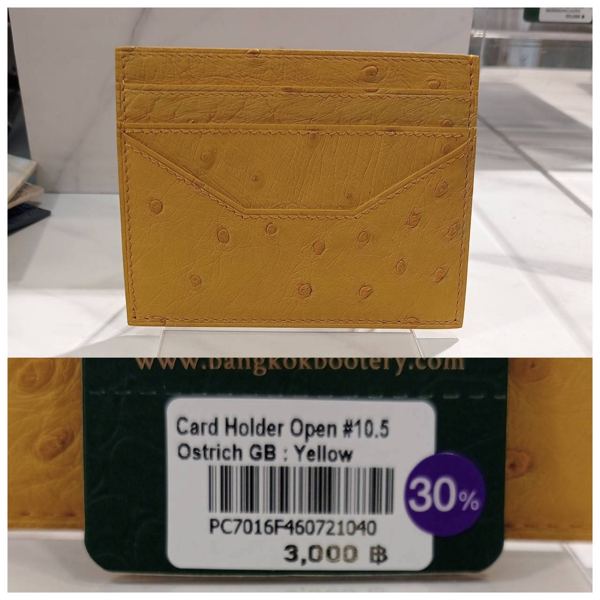 www.bangkokbootery.com
Card Holder Open #10.5
Ostrich GB : Yellow
30%
PC7016F460721040
3,000 ฿